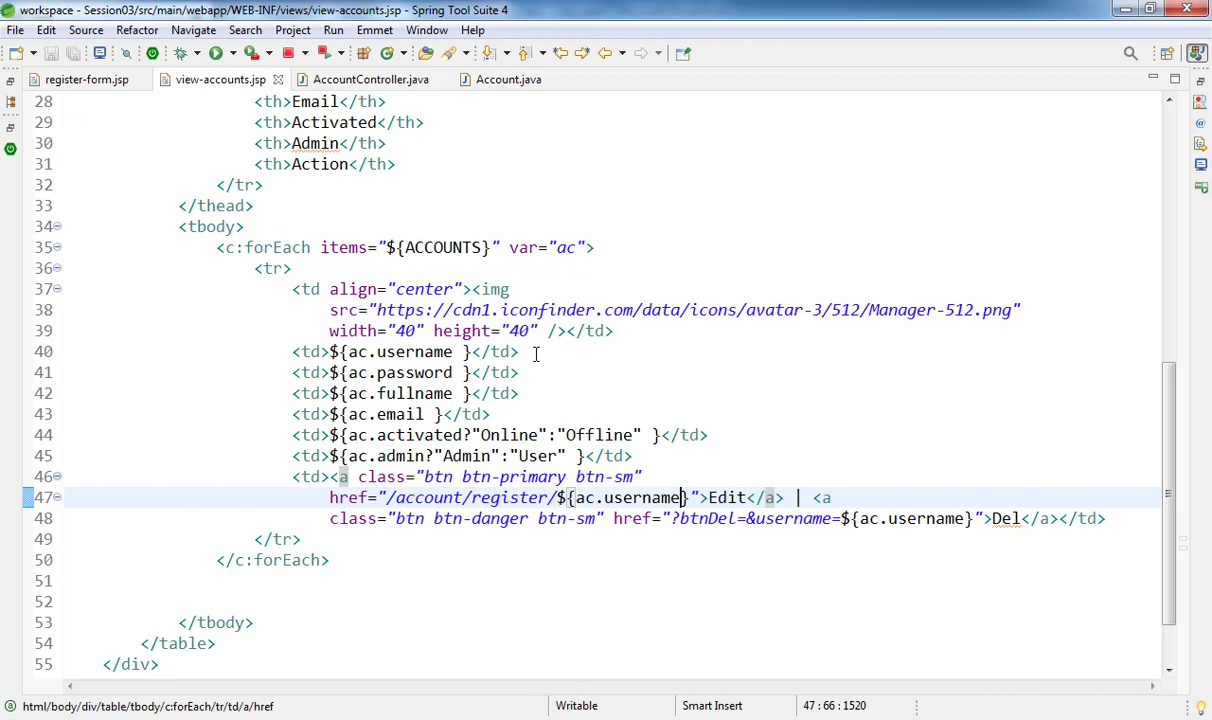 workspace - Session03/src/main/webapp/WEB-INF/views/view-accounts.jsp - Spring Tool Suite 4
File Edit Source Refactor Navigate Search Project Run Emmet Window Help
register-form.jsp view-accounts.jsp AccountController.java Account.java
28 <th>Email</th>
29 <th>Activated</th>
30 <th>Admin</th>
31 <th>Action</th>
32 </tr>
33 </thead>
34 <tbody>
35 <c:forEach items="${ACCOUNTS}" var="ac">
36 <tr>
37 <td align="center"><img
38 src="https://cdn1.iconfinder.com/data/icons/avatar-3/512/Manager-512.png"
39 width="40" height="40" /></td>
40 <td>${ac.username }</td>
41 <td>${ac.password }</td>
42 <td>${ac.fullname }</td>
43 <td>${ac.email }</td>
44 <td>${ac.activated?"Online":"Offline" }</td>
45 <td>${ac.admin?"Admin":"User" }</td>
46 <td><a class="btn btn-primary btn-sm"
47 href="/account/register/${ac.username}">Edit</a> | <a
48 class="btn btn-danger btn-sm" href="?btnDel=&username=${ac.username}">Del</a></td>
49 </tr>
50 </c:forEach>
51
52
53 </tbody>
54 </table>
55 </div>
html/body/div/table/tbody/c:forEach/tr/td/a/href Writable Smart Insert 47 : 66 : 1520